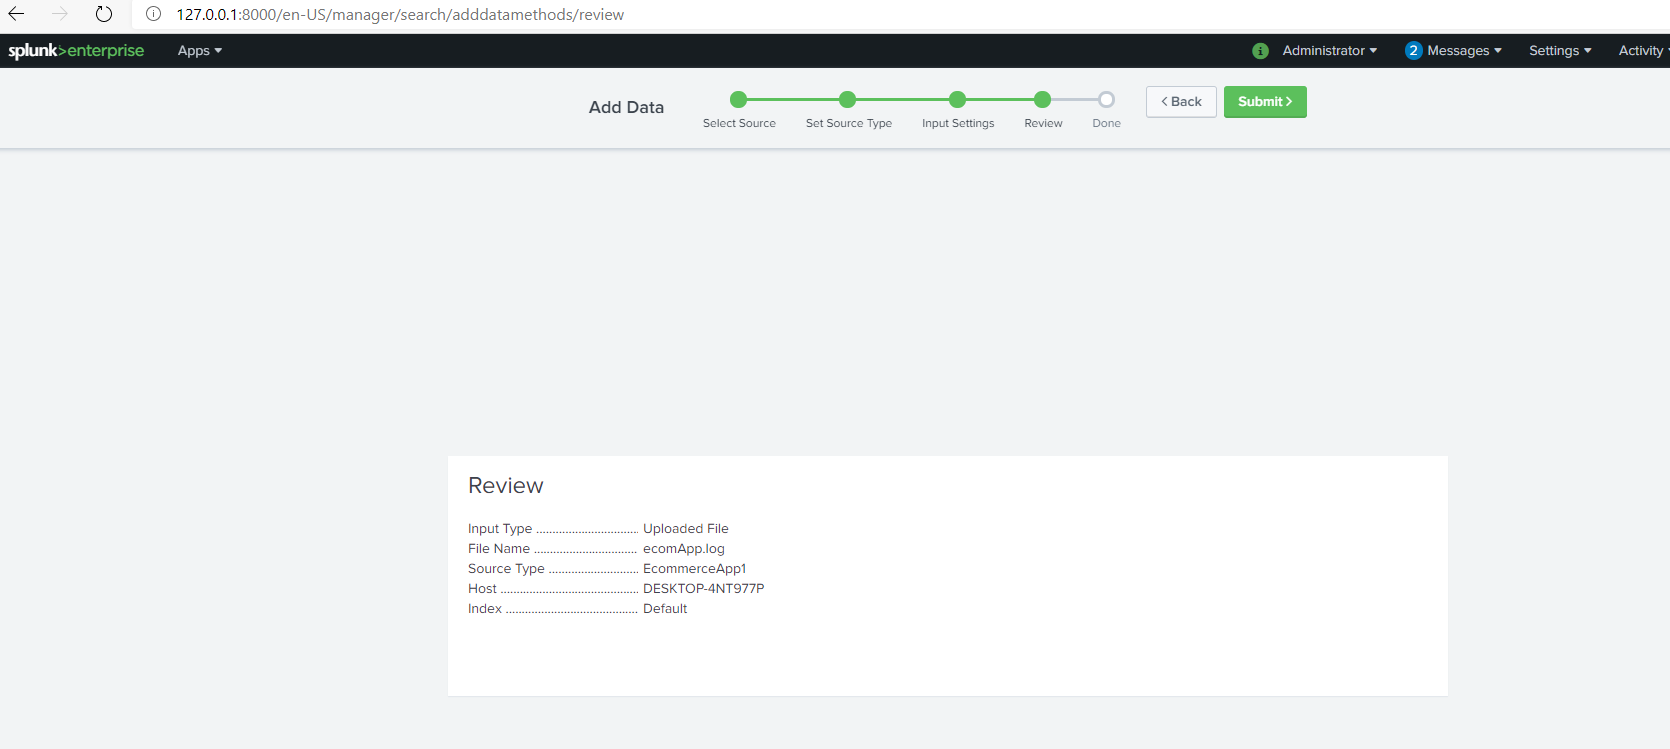 127.0.0.1:8000/en-US/manager/search/adddatamethods/review
splunk>enterprise Apps i Administrator 2 Messages Settings Activity
Add Data Select Source Set Source Type Input Settings Review Done < Back Submit >
Review
Input Type ................................ Uploaded File
File Name ................................ ecomApp.log
Source Type ............................ EcommerceApp1
Host ........................................... DESKTOP-4NT977P
Index ......................................... Default